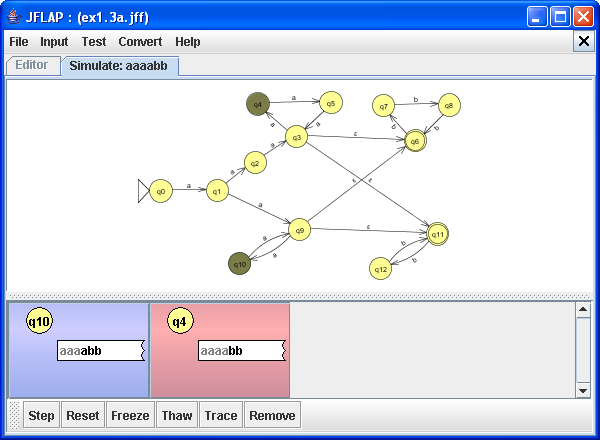 JFLAP : (ex1.3a.jff)
File Input Test Convert Help
Editor Simulate: aaaabb
q4 a q5 q7 b q8
a a b b
q3 ε q6
a
q2
a ε ε
q0 a q1
a
q9 ε q11
a a b b
q10 q12
q10 q4
aaaabb aaaabb
Step Reset Freeze Thaw Trace Remove